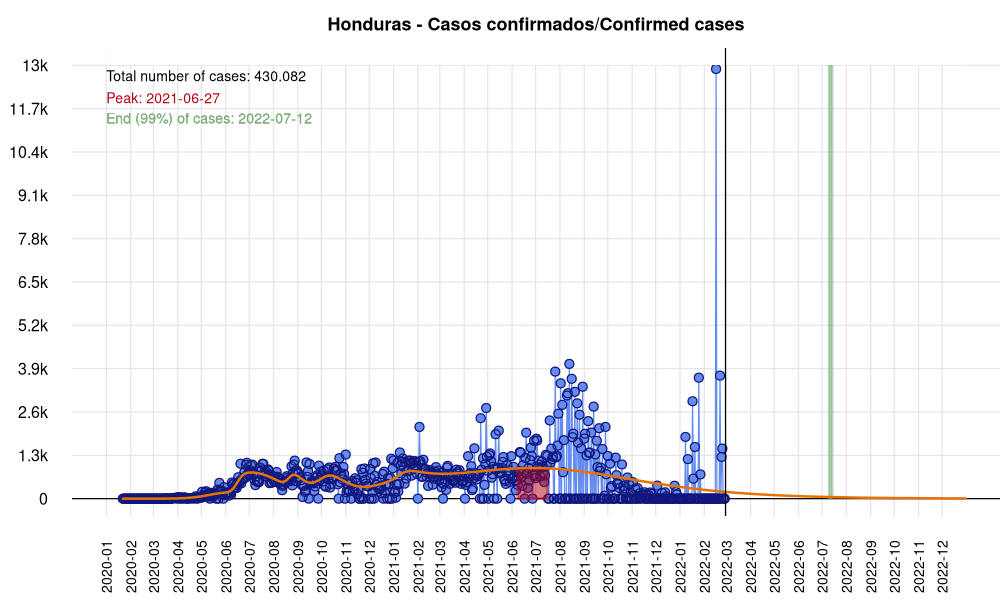 Honduras - Casos confirmados/Confirmed cases
Total number of cases: 430.082
Peak: 2021-06-27
End (99%) of cases: 2022-07-12
13k
11.7k
10.4k
9.1k
7.8k
6.5k
5.2k
3.9k
2.6k
1.3k
0
2020-01
2020-02
2020-03
2020-04
2020-05
2020-06
2020-07
2020-08
2020-09
2020-10
2020-11
2020-12
2021-01
2021-02
2021-03
2021-04
2021-05
2021-06
2021-07
2021-08
2021-09
2021-10
2021-11
2021-12
2022-01
2022-02
2022-03
2022-04
2022-05
2022-06
2022-07
2022-08
2022-09
2022-10
2022-11
2022-12